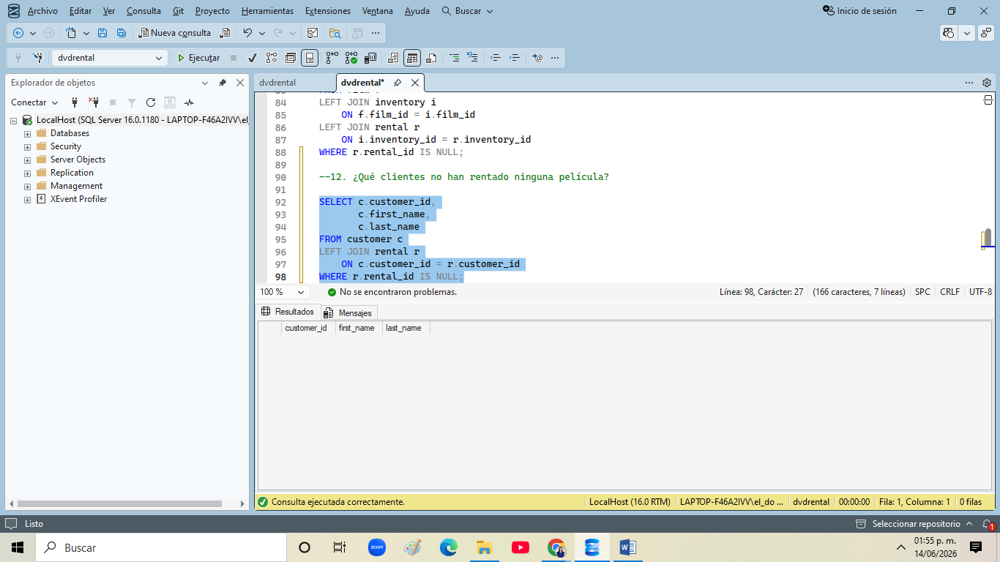 Archivo Editar Ver Consulta Git Proyecto Herramientas Extensiones Ventana Ayuda Buscar Inicio de sesión
Nueva consulta
dvdrental Ejecutar
Explorador de objetos
Conectar
LocalHost (SQL Server 16.0.1180 - LAPTOP-F46A2IVV\el_
Databases
Security
Server Objects
Replication
Management
XEvent Profiler
dvdrental dvdrental*
84 LEFT JOIN inventory i
85 ON f.film_id = i.film_id
86 LEFT JOIN rental r
87 ON i.inventory_id = r.inventory_id
88 WHERE r.rental_id IS NULL;
89
90 --12. ¿Qué clientes no han rentado ninguna película?
91
92 SELECT c.customer_id,
93 c.first_name,
94 c.last_name
95 FROM customer c
96 LEFT JOIN rental r
97 ON c.customer_id = r.customer_id
98 WHERE r.rental_id IS NULL;
100 % No se encontraron problemas. Línea: 98, Carácter: 27 (166 caracteres, 7 líneas) SPC CRLF UTF-8
Resultados Mensajes
customer_id first_name last_name
Consulta ejecutada correctamente. LocalHost (16.0 RTM) LAPTOP-F46A2IVV\el_do ... dvdrental 00:00:00 Fila: 1, Columna: 1 0 filas
Listo Seleccionar repositorio 1
Buscar zoom 01:55 p. m.
14/06/2026